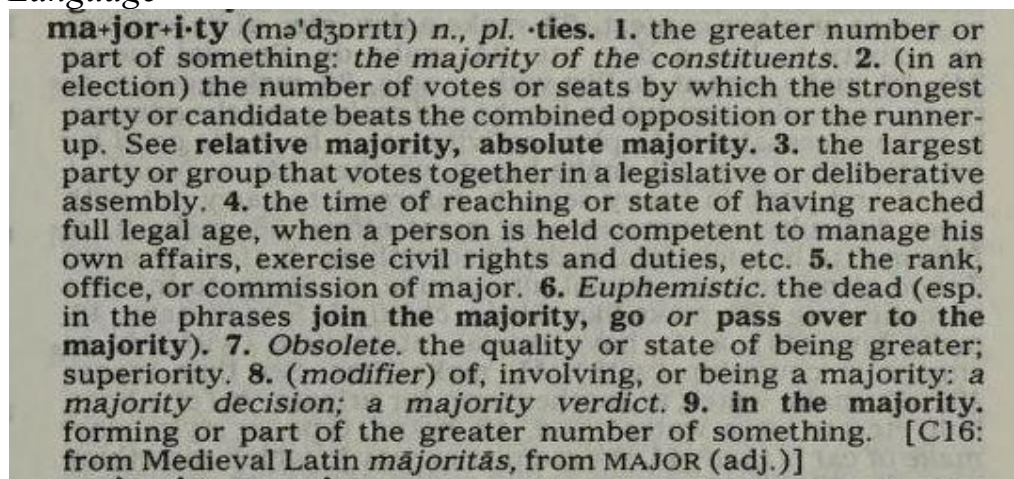 Language
ma+jor+i·ty (mə'dʒɒrɪtɪ) n., pl. ·ties. 1. the greater number or
part of something: the majority of the constituents. 2. (in an
election) the number of votes or seats by which the strongest
party or candidate beats the combined opposition or the runner-
up. See relative majority, absolute majority. 3. the largest
party or group that votes together in a legislative or deliberative
assembly. 4. the time of reaching or state of having reached
full legal age, when a person is held competent to manage his
own affairs, exercise civil rights and duties, etc. 5. the rank,
office, or commission of major. 6. Euphemistic. the dead (esp.
in the phrases join the majority, go or pass over to the
majority). 7. Obsolete. the quality or state of being greater;
superiority. 8. (modifier) of, involving, or being a majority: a
majority decision; a majority verdict. 9. in the majority.
forming or part of the greater number of something. [C16:
from Medieval Latin mājoritās, from MAJOR (adj.)]